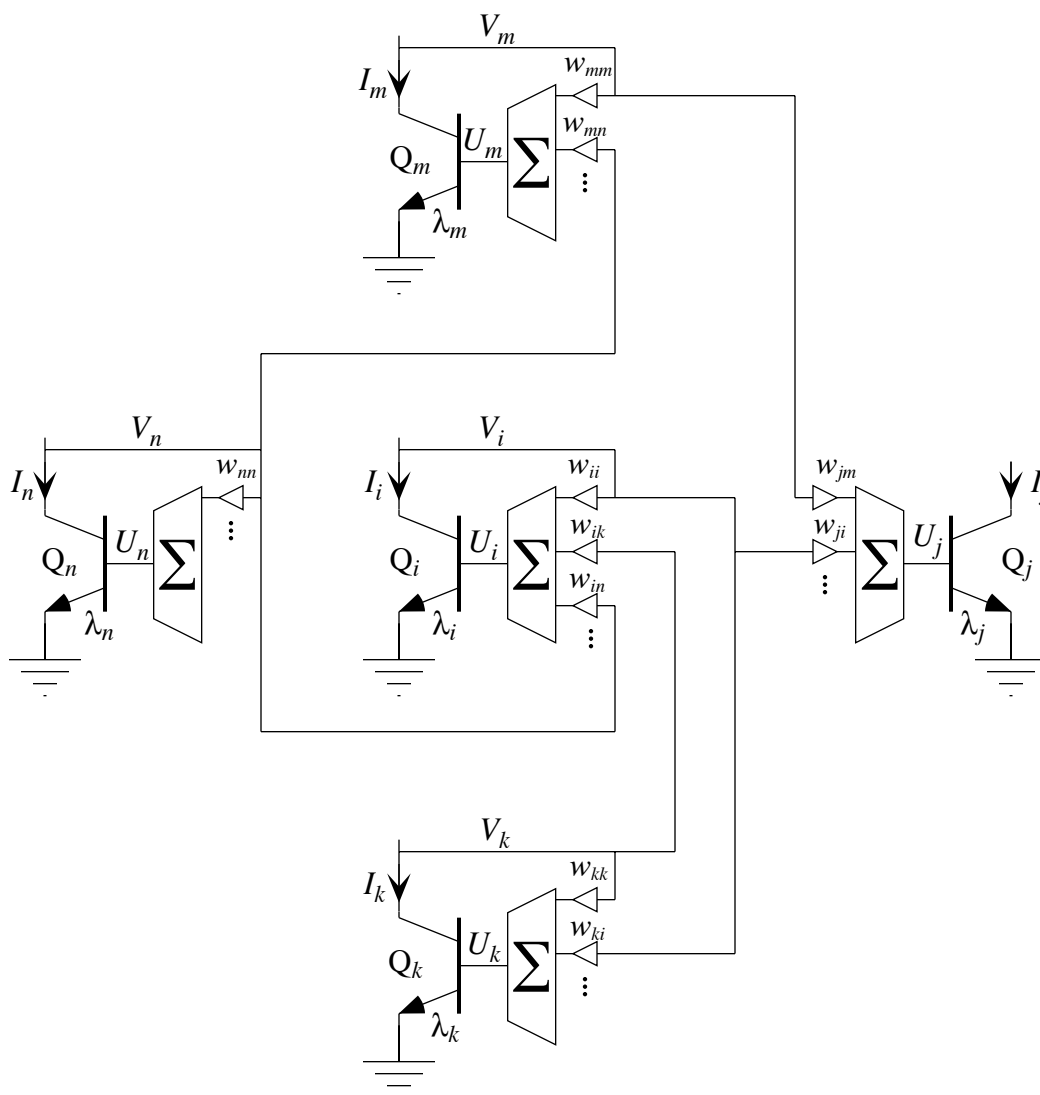 V_m
w_mm
I_m
w_mn
Q_m
U_m
Σ
⋮
λ_m
V_n
V_i
w_nn
w_ii
w_jm
I_n
I_i
w_ik
w_ji
U_n
U_i
U_j
Q_n
Σ
⋮
Q_i
Σ
w_in
⋮
⋮
Σ
Q_j
λ_n
λ_i
λ_j
V_k
w_kk
I_k
w_ki
Q_k
U_k
Σ
⋮
λ_k